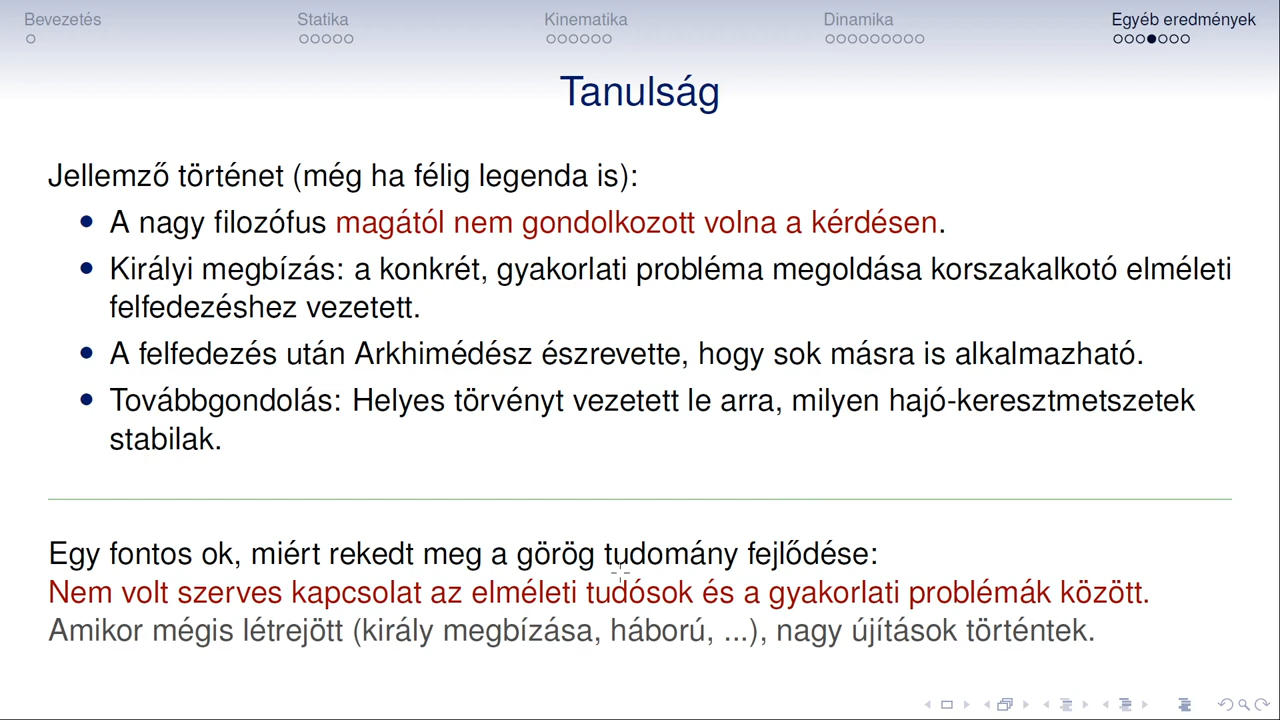 Bevezetés Statika Kinematika Dinamika Egyéb eredmények
Tanulság
Jellemző történet (még ha félig legenda is):
A nagy filozófus magától nem gondolkozott volna a kérdésen.
Királyi megbízás: a konkrét, gyakorlati probléma megoldása korszakalkotó elméleti
felfedezéshez vezetett.
A felfedezés után Arkhimédész észrevette, hogy sok másra is alkalmazható.
Továbbgondolás: Helyes törvényt vezetett le arra, milyen hajó-keresztmetszetek
stabilak.
Egy fontos ok, miért rekedt meg a görög tudomány fejlődése:
Nem volt szerves kapcsolat az elméleti tudósok és a gyakorlati problémák között.
Amikor mégis létrejött (király megbízása, háború, ...), nagy újítások történtek.